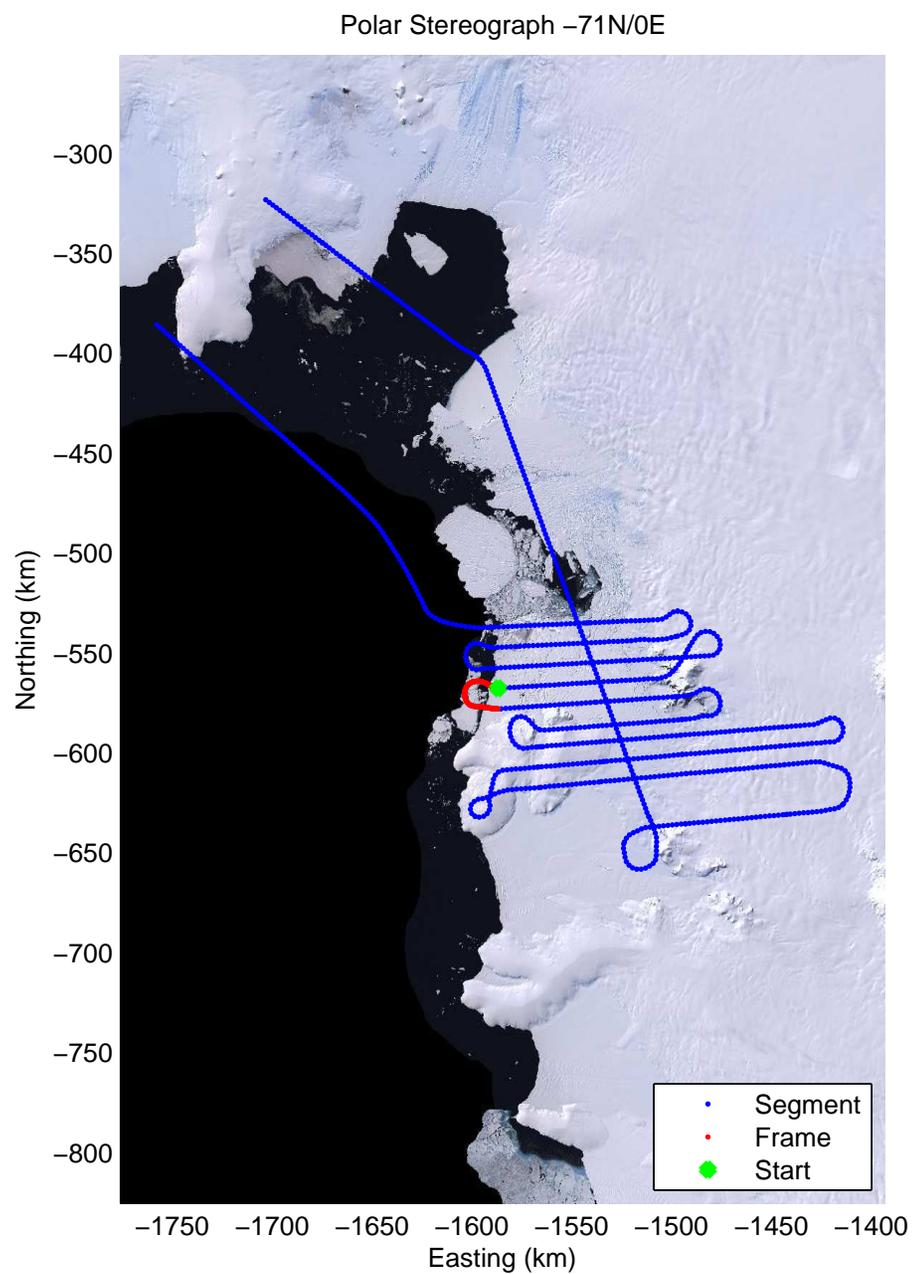 Polar Stereograph −71N/0E
−300
−350
−400
−450
−500
−550
−600
−650
−700
−750
−800
Northing (km)
Segment
Frame
Start
−1750 −1700 −1650 −1600 −1550 −1500 −1450 −1400
Easting (km)